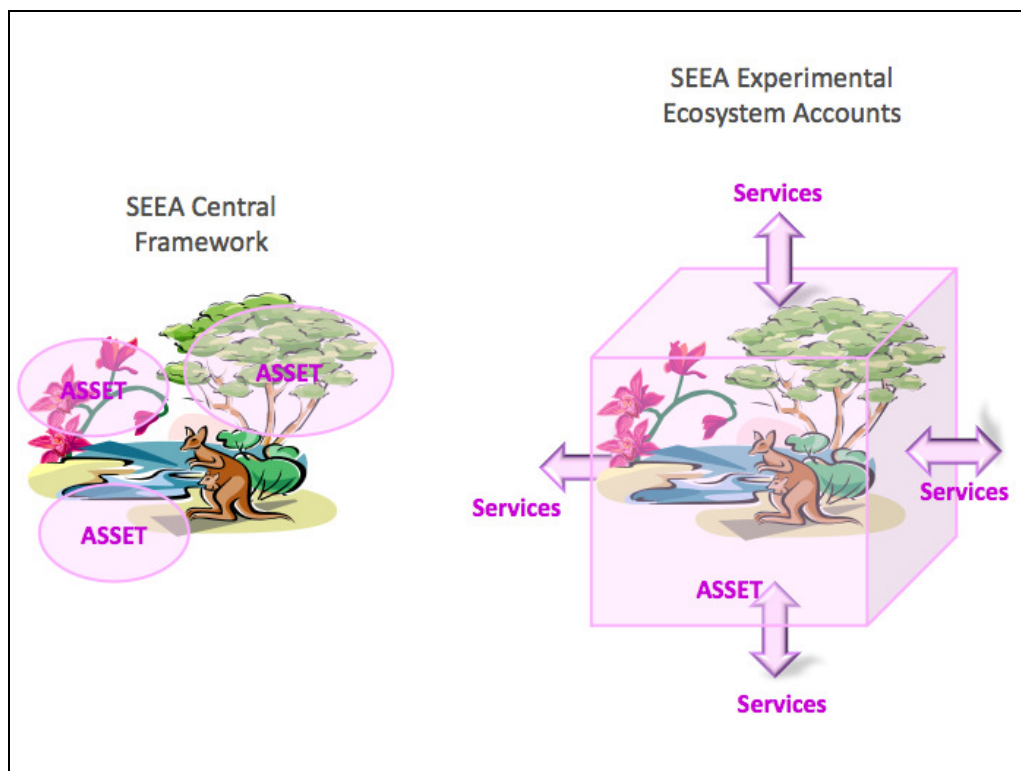 SEEA Central
Framework
ASSET
ASSET
ASSET
SEEA Experimental
Ecosystem Accounts
Services
Services
Services
ASSET
Services